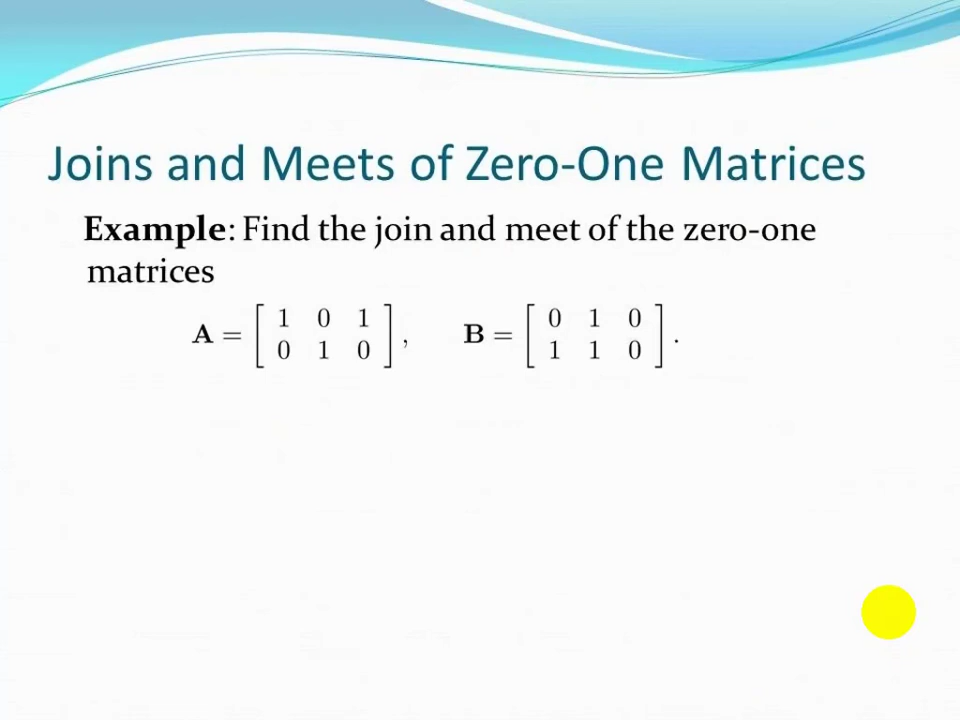 Joins and Meets of Zero-One Matrices
Example: Find the join and meet of the zero-one
matrices
A = [ 1 0 1 ; 0 1 0 ], B = [ 0 1 0 ; 1 1 0 ].